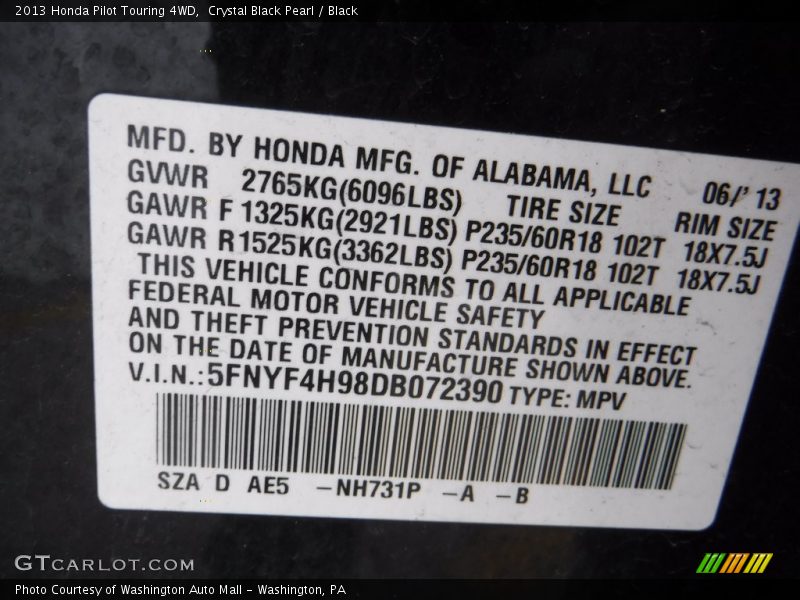 2013 Honda Pilot Touring 4WD,  Crystal Black Pearl / Black
MFD. BY HONDA MFG. OF ALABAMA, LLC 06/' 13
GVWR 2765KG(6096LBS) TIRE SIZE RIM SIZE
GAWR F 1325KG(2921LBS) P235/60R18 102T 18X7.5J
GAWR R1525KG(3362LBS) P235/60R18 102T 18X7.5J
THIS VEHICLE CONFORMS TO ALL APPLICABLE
FEDERAL MOTOR VEHICLE SAFETY
AND THEFT PREVENTION STANDARDS IN EFFECT
ON THE DATE OF MANUFACTURE SHOWN ABOVE.
V.I.N.:5FNYF4H98DB072390 TYPE: MPV
SZA D AE5 -NH731P -A -B
GTCARLOT.COM
Photo Courtesy of Washington Auto Mall - Washington, PA